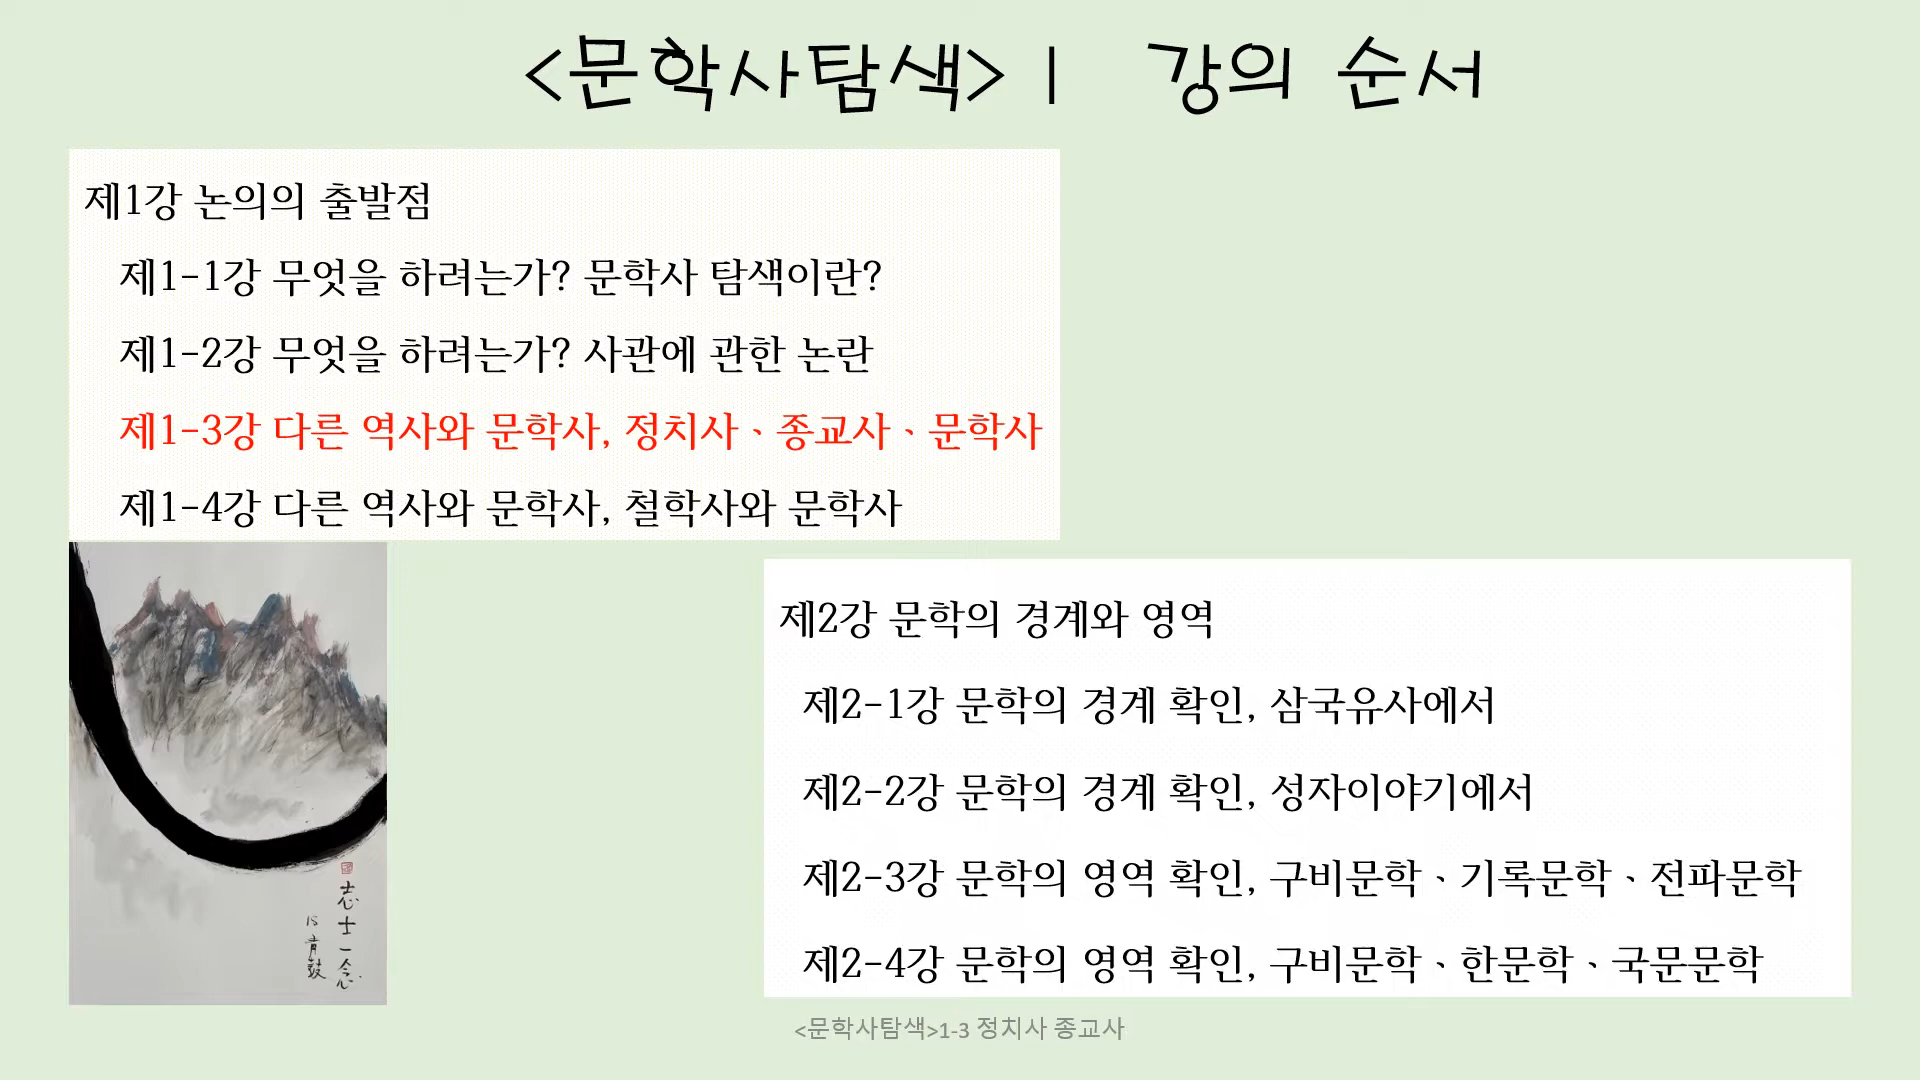 <문학사탐색> I 강의 순서
제1강 논의의 출발점
제1-1강 무엇을 하려는가? 문학사 탐색이란?
제1-2강 무엇을 하려는가? 사관에 관한 논란
제1-3강 다른 역사와 문학사, 정치사、종교사、문학사
제1-4강 다른 역사와 문학사, 철학사와 문학사
志士一念
제2강 문학의 경계와 영역
제2-1강 문학의 경계 확인, 삼국유사에서
제2-2강 문학의 경계 확인, 성자이야기에서
제2-3강 문학의 영역 확인, 구비문학、기록문학、전파문학
제2-4강 문학의 영역 확인, 구비문학、한문학、국문문학
<문학사탐색>1-3 정치사 종교사